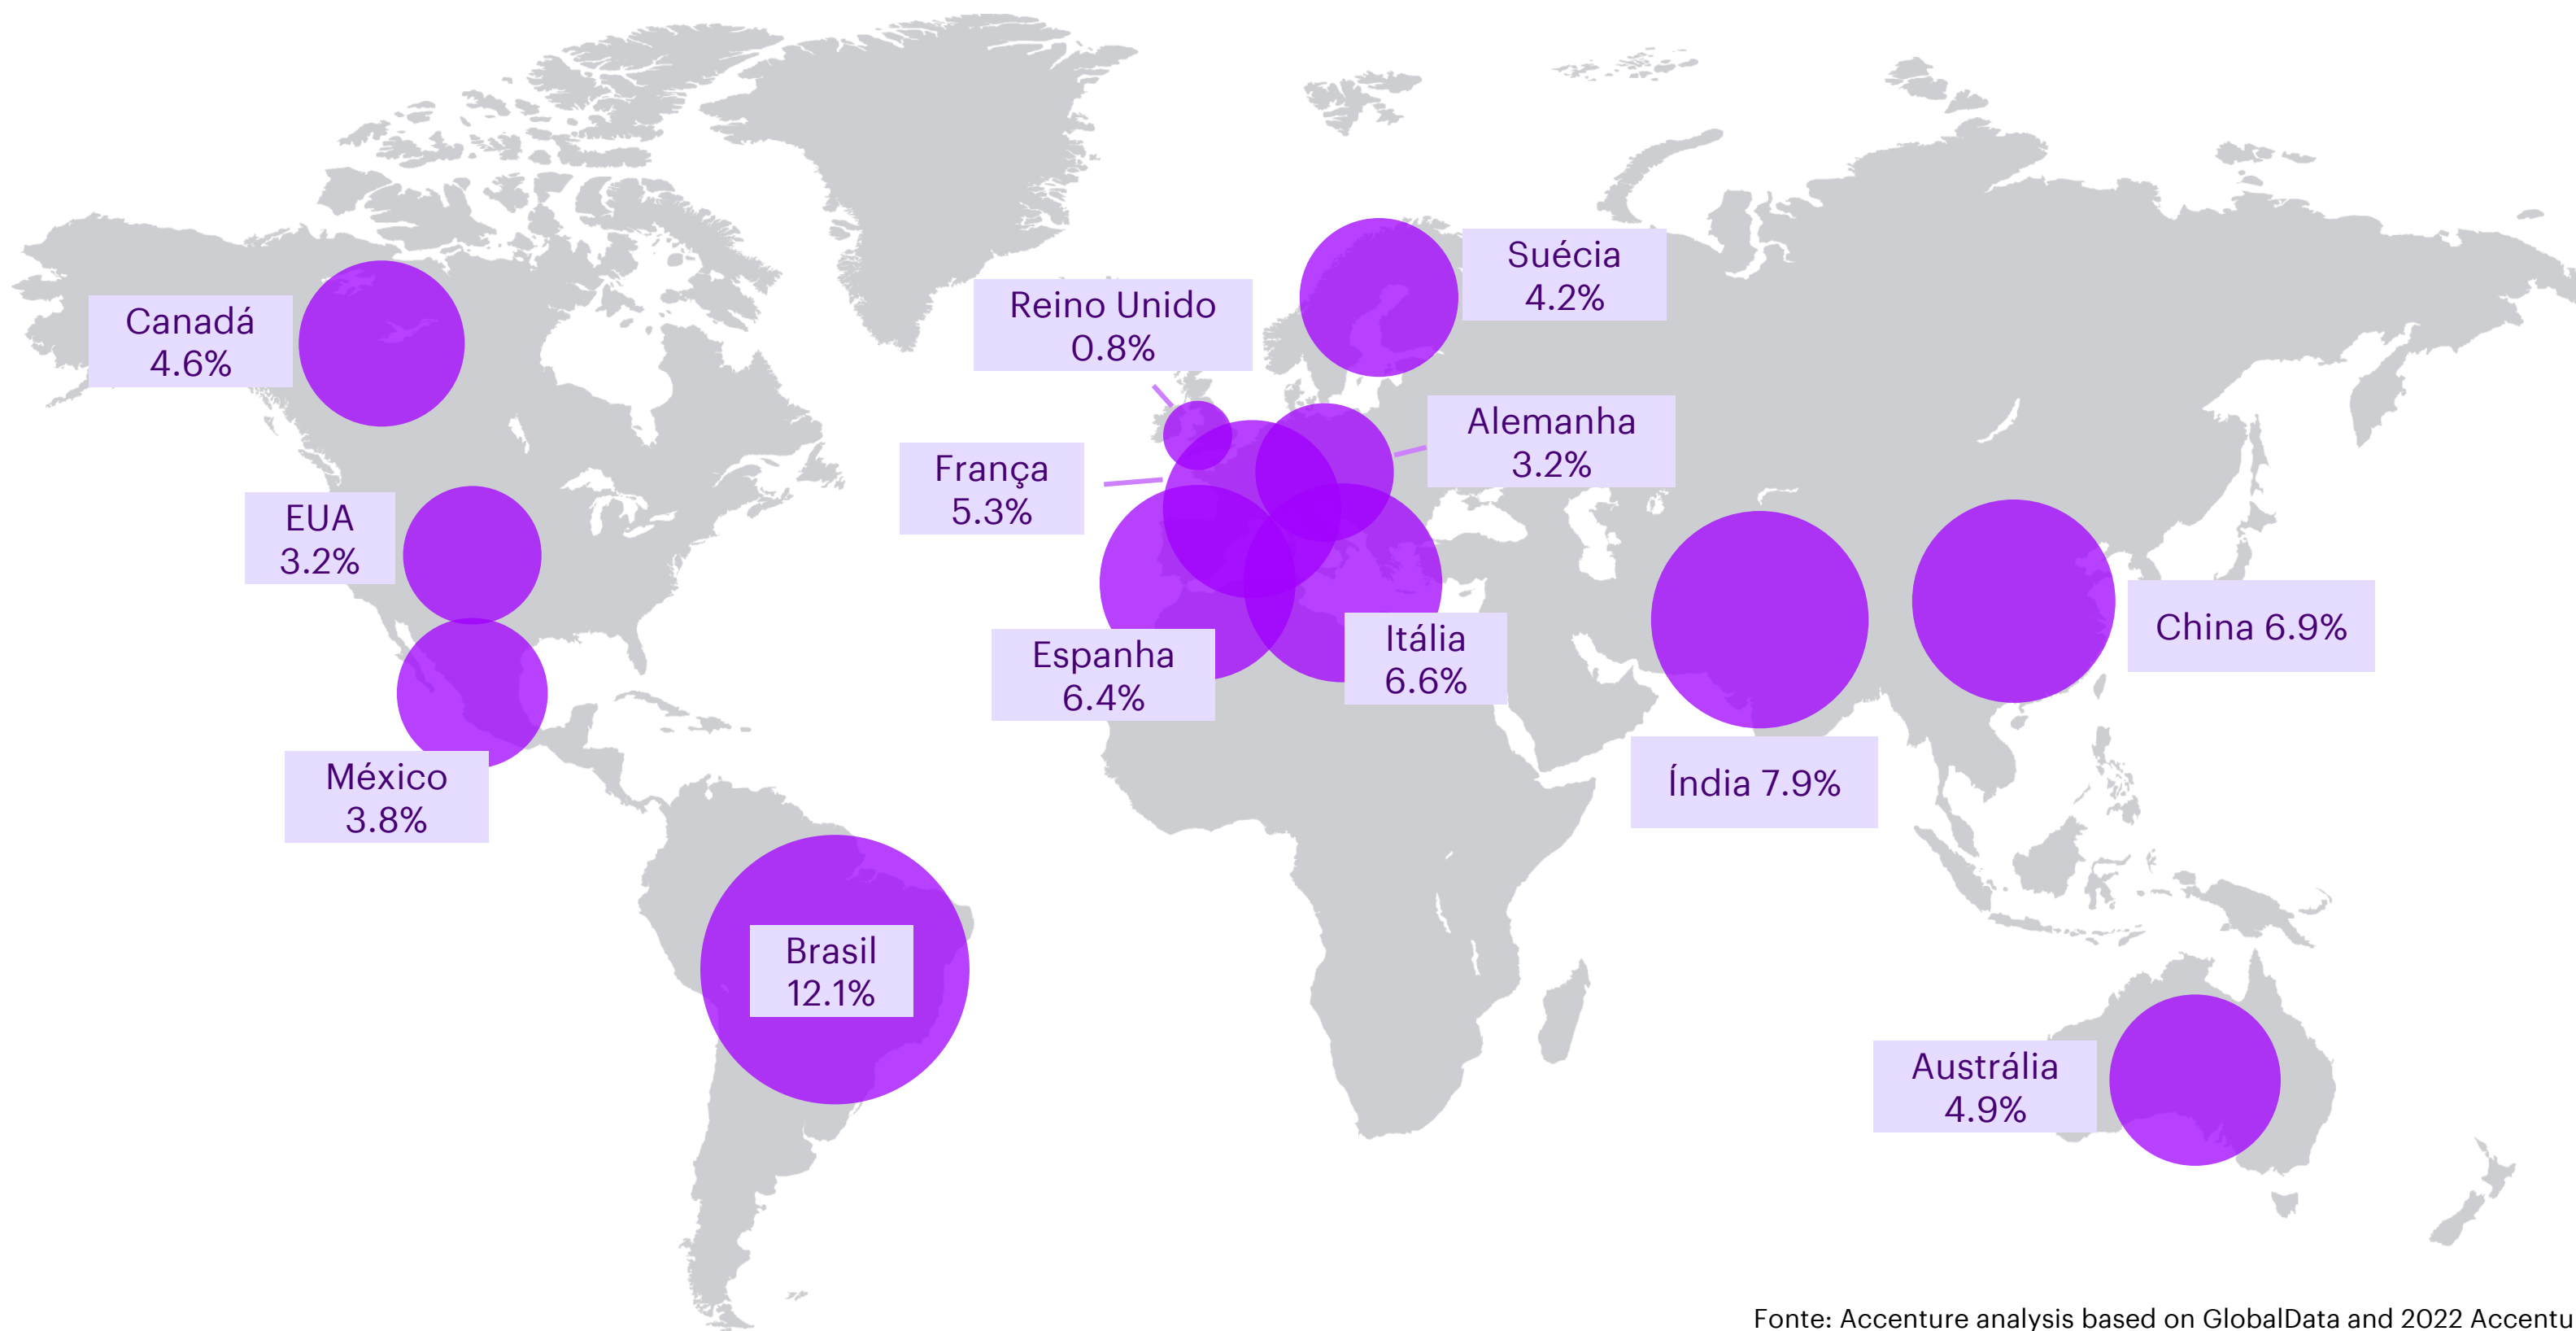 Suécia
4.2%
Reino Unido
0.8%
Canadá
4.6%
Alemanha
3.2%
França
5.3%
EUA
3.2%
China 6.9%
Itália
6.6%
Espanha
6.4%
Índia 7.9%
México
3.8%
Brasil
12.1%
Austrália
4.9%
Fonte: Accenture analysis based on GlobalData and 2022 Accentu